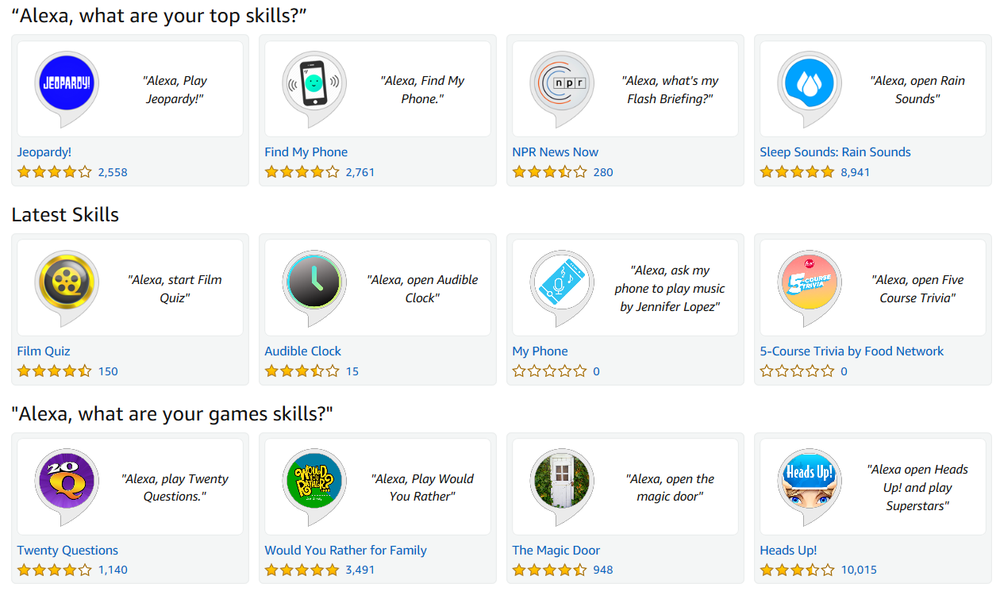 “Alexa, what are your top skills?”
JEOPARDY!
"Alexa, Play
Jeopardy!"
n p r
"Alexa, Find My
Phone."
"Alexa, what's my
Flash Briefing?"
"Alexa, open Rain
Sounds"
Jeopardy!
2,558
Find My Phone
2,761
NPR News Now
280
Sleep Sounds: Rain Sounds
8,941
Latest Skills
"Alexa, start Film
Quiz"
"Alexa, open Audible
Clock"
"Alexa, ask my
phone to play music
by Jennifer Lopez"
food
5-COURSE
TRIVIA
"Alexa, open Five
Course Trivia"
Film Quiz
150
Audible Clock
15
My Phone
0
5-Course Trivia by Food Network
0
"Alexa, what are your games skills?"
20
Q
"Alexa, play Twenty
Questions."
WOULD
YOU
RATHER?
"Alexa, Play Would
You Rather"
"Alexa, open the
magic door"
Heads Up!
"Alexa open Heads
Up! and play
Superstars"
Twenty Questions
1,140
Would You Rather for Family
3,491
The Magic Door
948
Heads Up!
10,015